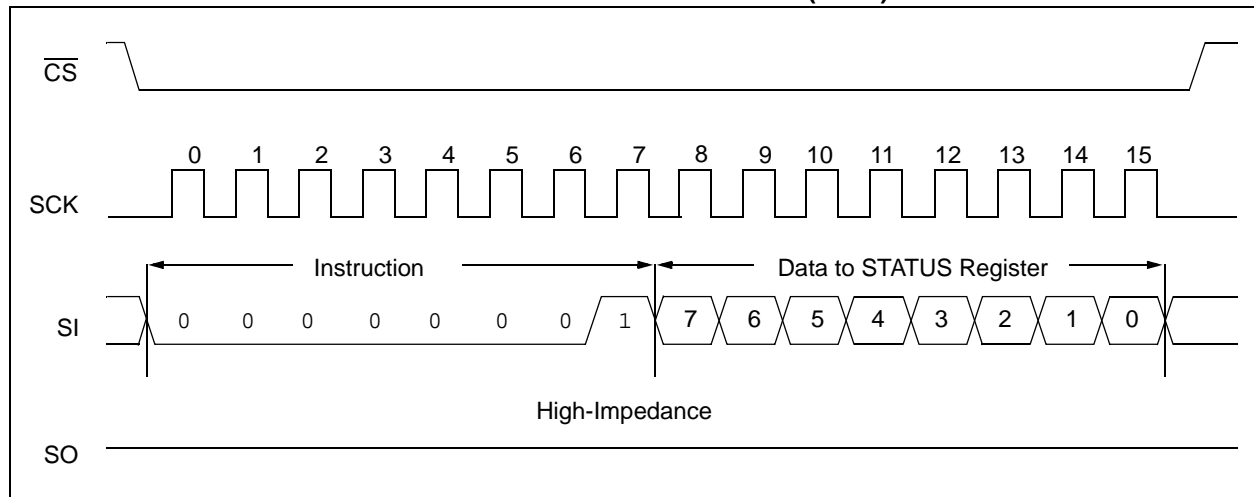 CS
0 1 2 3 4 5 6 7 8 9 10 11 12 13 14 15
SCK
Instruction Data to STATUS Register
SI 0 0 0 0 0 0 0 1 7 6 5 4 3 2 1 0
High-Impedance
SO